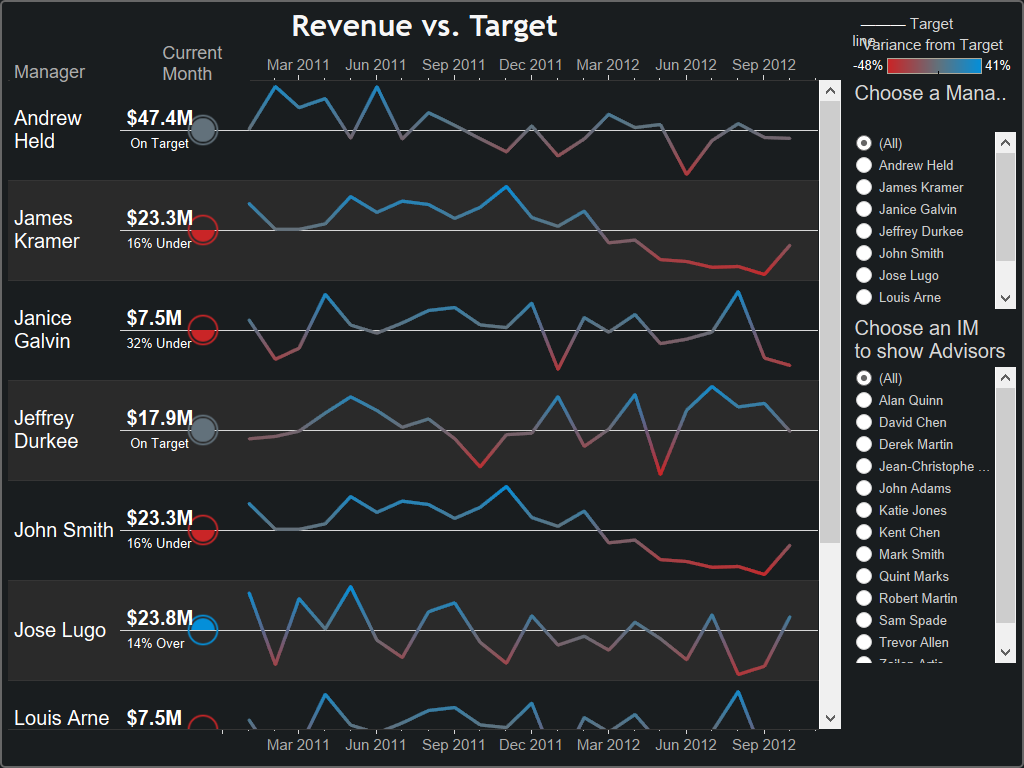 Revenue vs. Target
Target
line
Variance from Target
-48% 41%
Manager
Current
Month
Mar 2011 Jun 2011 Sep 2011 Dec 2011 Mar 2012 Jun 2012 Sep 2012
Andrew
Held
$47.4M
On Target
James
Kramer
$23.3M
16% Under
Janice
Galvin
$7.5M
32% Under
Jeffrey
Durkee
$17.9M
On Target
John Smith
$23.3M
16% Under
Jose Lugo
$23.8M
14% Over
Louis Arne
$7.5M
Mar 2011 Jun 2011 Sep 2011 Dec 2011 Mar 2012 Jun 2012 Sep 2012
Choose a Mana..
(All)
Andrew Held
James Kramer
Janice Galvin
Jeffrey Durkee
John Smith
Jose Lugo
Louis Arne
Choose an IM
to show Advisors
(All)
Alan Quinn
David Chen
Derek Martin
Jean-Christophe ...
John Adams
Katie Jones
Kent Chen
Mark Smith
Quint Marks
Robert Martin
Sam Spade
Trevor Allen